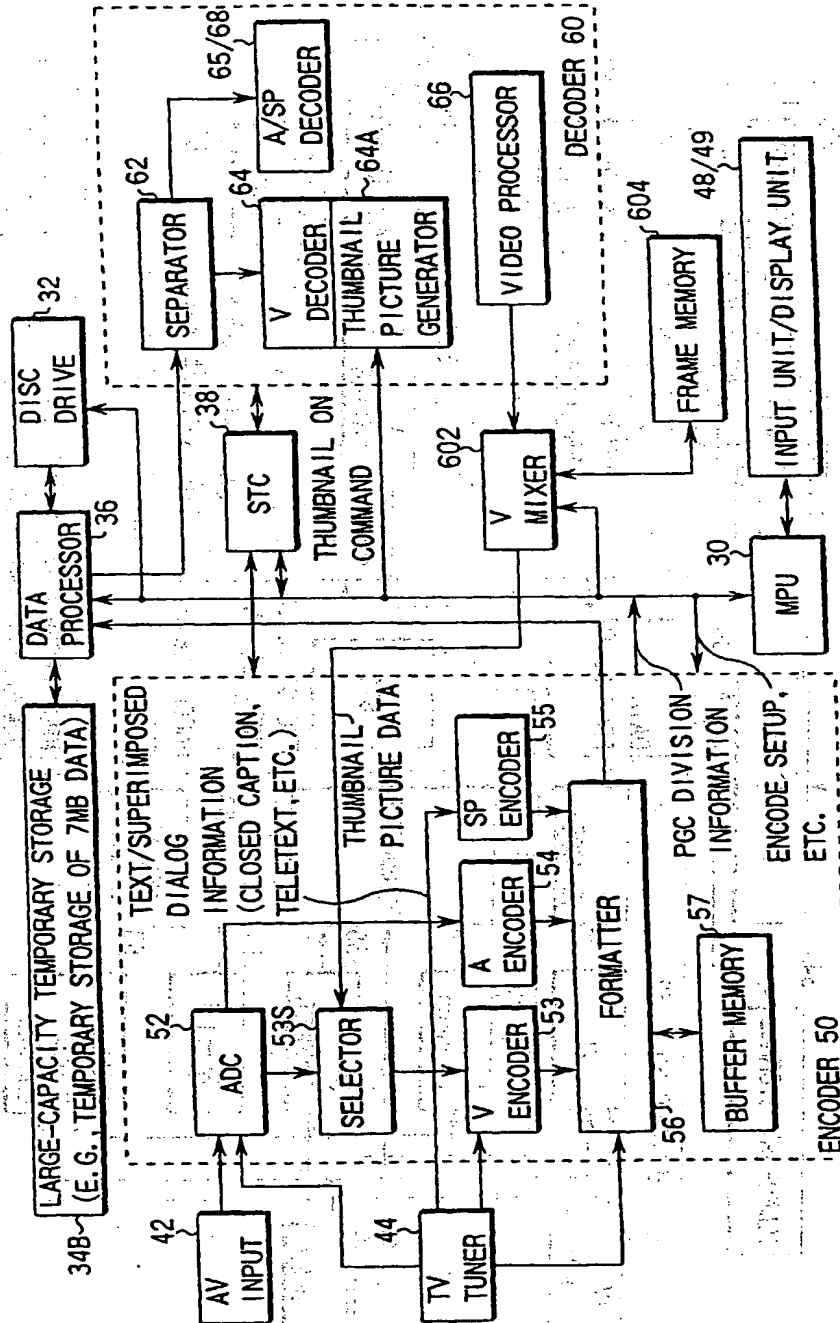 34B
LARGE-CAPACITY TEMPORARY STORAGE
(E.G., TEMPORARY STORAGE OF 7MB DATA)
DATA
PROCESSOR
36
DISC
DRIVE
32
42
AV
INPUT
44
TV
TUNER
52
ADC
53S
SELECTOR
V
ENCODER
53
A
ENCODER
54
SP
ENCODER
55
TEXT/SUPERIMPOSED
DIALOG
INFORMATION
(CLOSED CAPTION,
TELETEXT, ETC.)
THUMBNAIL
PICTURE DATA
FORMATTER
56
BUFFER MEMORY
57
ENCODER 50
PGC DIVISION
INFORMATION
ENCODE SETUP,
ETC.
STC
38
THUMBNAIL ON
COMMAND
SEPARATOR
62
A/SP
DECODER
65/68
V
DECODER
64
THUMBNAIL
PICTURE
GENERATOR
64A
VIDEO PROCESSOR
66
DECODER 60
V
MIXER
602
FRAME MEMORY
604
MPU
30
INPUT UNIT/DISPLAY UNIT
48/49